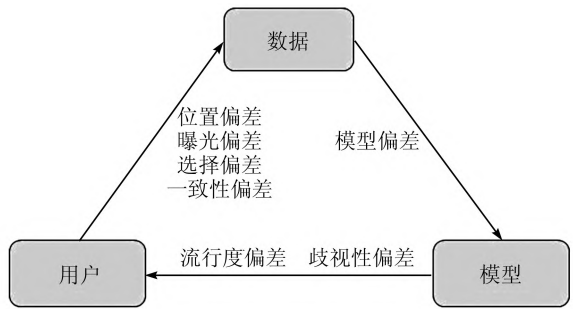 数据
位置偏差
曝光偏差
选择偏差
一致性偏差
模型偏差
用户
流行度偏差 歧视性偏差
模型